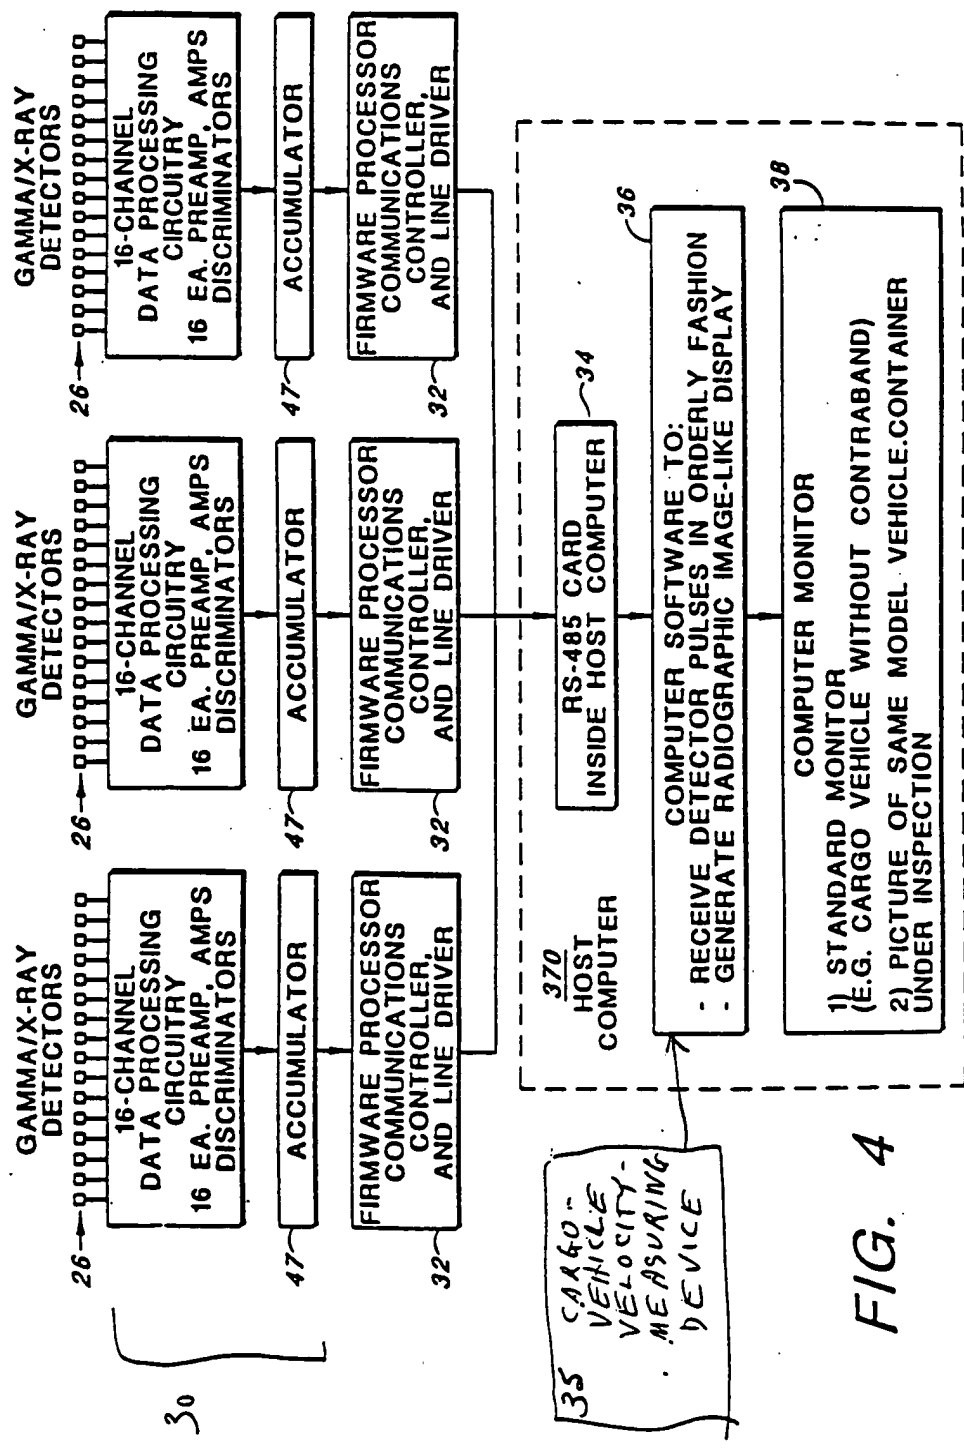 GAMMA/X-RAY
DETECTORS
26
16-CHANNEL
DATA PROCESSING
CIRCUITRY
16 EA. PREAMP, AMPS
DISCRIMINATORS
47
ACCUMULATOR
32
FIRMWARE PROCESSOR
COMMUNICATIONS
CONTROLLER,
AND LINE DRIVER
GAMMA/X-RAY
DETECTORS
26
16-CHANNEL
DATA PROCESSING
CIRCUITRY
16 EA. PREAMP, AMPS
DISCRIMINATORS
47
ACCUMULATOR
32
FIRMWARE PROCESSOR
COMMUNICATIONS
CONTROLLER,
AND LINE DRIVER
GAMMA/X-RAY
DETECTORS
26
16-CHANNEL
DATA PROCESSING
CIRCUITRY
16 EA. PREAMP, AMPS
DISCRIMINATORS
47
ACCUMULATOR
32
FIRMWARE PROCESSOR
COMMUNICATIONS
CONTROLLER,
AND LINE DRIVER
30
35
CARGO-
VEHICLE
VELOCITY-
MEASURING
DEVICE
370
HOST
COMPUTER
34
RS-485 CARD
INSIDE HOST COMPUTER
36
COMPUTER SOFTWARE TO:
- RECEIVE DETECTOR PULSES IN ORDERLY FASHION
- GENERATE RADIOGRAPHIC IMAGE-LIKE DISPLAY
38
COMPUTER MONITOR
1) STANDARD MONITOR
(E.G. CARGO VEHICLE WITHOUT CONTRABAND)
2) PICTURE OF SAME MODEL VEHICLE.CONTAINER
UNDER INSPECTION
FIG. 4